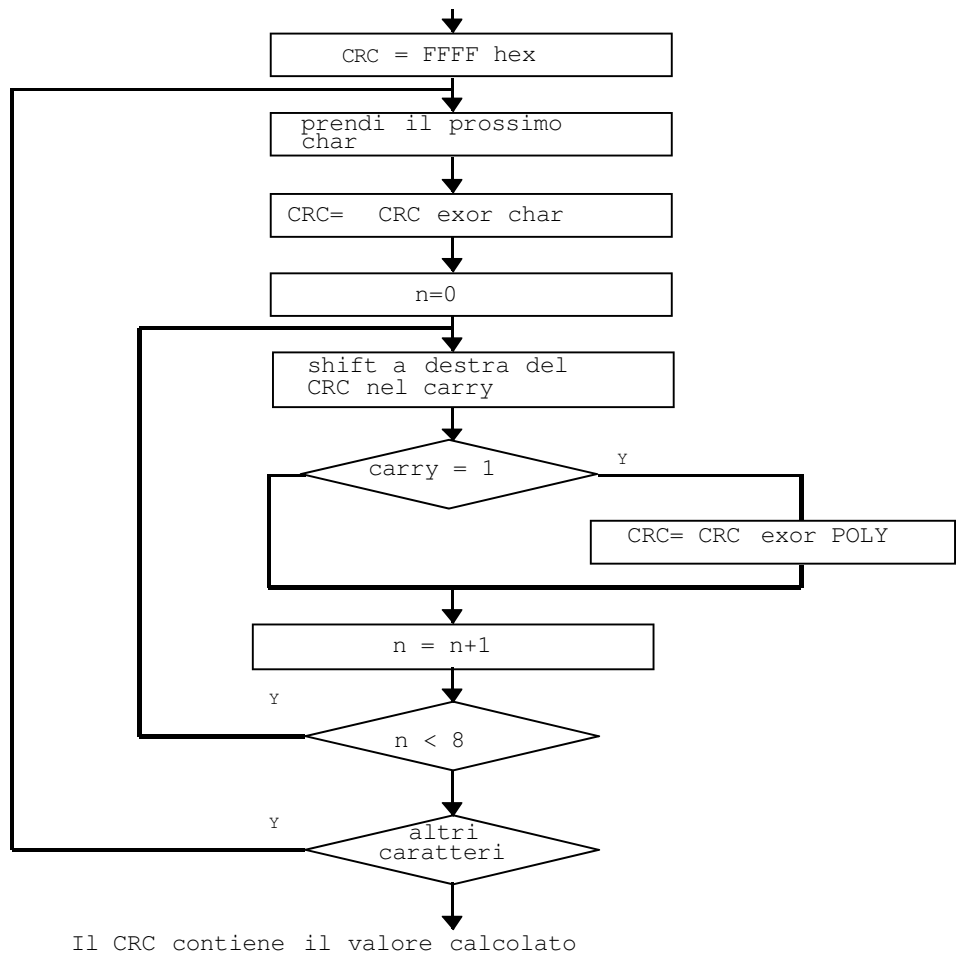 CRC = FFFF hex
prendi il prossimo
char
CRC= CRC exor char
n=0
shift a destra del
CRC nel carry
carry = 1
Y
CRC= CRC exor POLY
n = n+1
Y
n < 8
Y
altri
caratteri
Il CRC contiene il valore calcolato